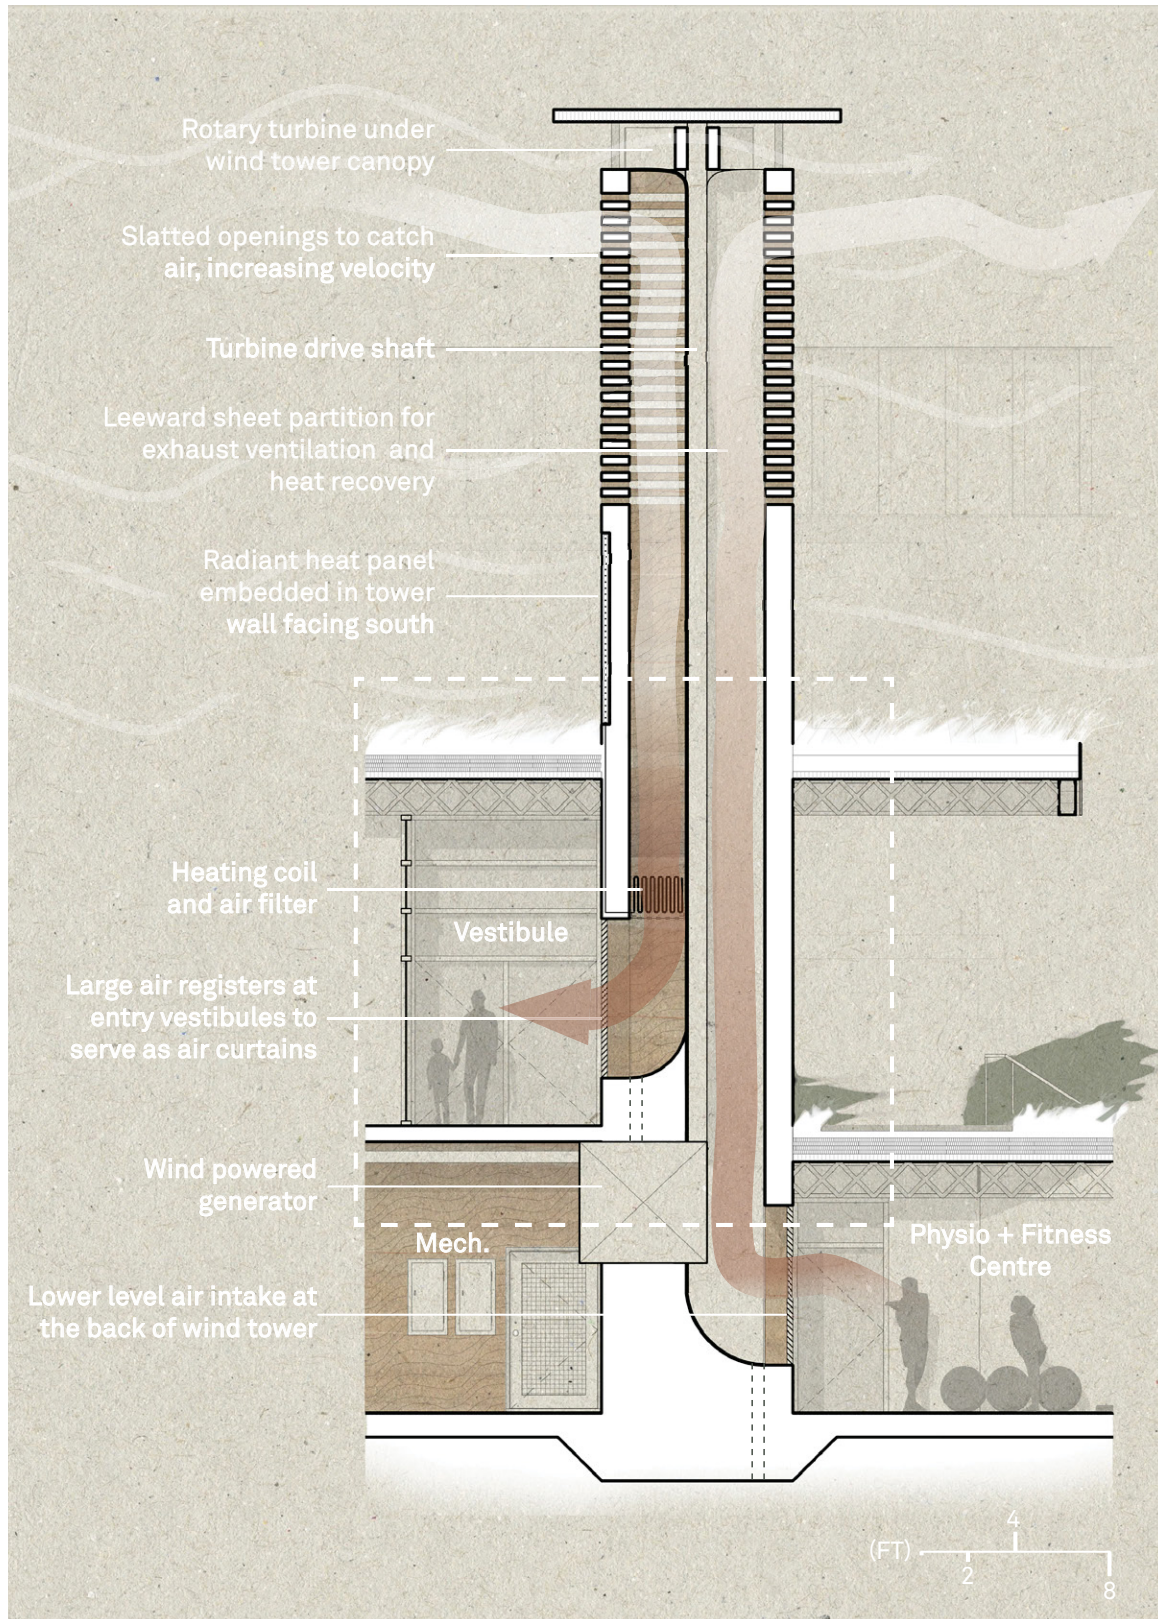 Rotary turbine under
wind tower canopy
Slatted openings to catch
air, increasing velocity
Turbine drive shaft
Leeward sheet partition for
exhaust ventilation and
heat recovery
Radiant heat panel
embedded in tower
wall facing south
Heating coil
and air filter
Vestibule
Large air registers at
entry vestibules to
serve as air curtains
Wind powered
generator
Mech.
Physio + Fitness
Centre
Lower level air intake at
the back of wind tower
4
(FT)
2
8